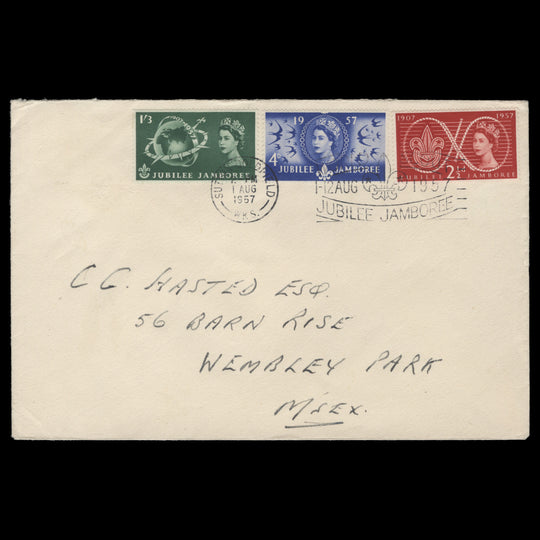 1'3
JUBILEE JAMBOREE
19 57
4D
JUBILEE JAMBOREE
1907 1957
JUBILEE 2½D JAMBOREE
1 AUG
1957
1-12 AUG 1957
JUBILEE JAMBOREE
C C. HASTED ESQ.
56 BARN RISE
WEMBLEY PARK
M'SEX.